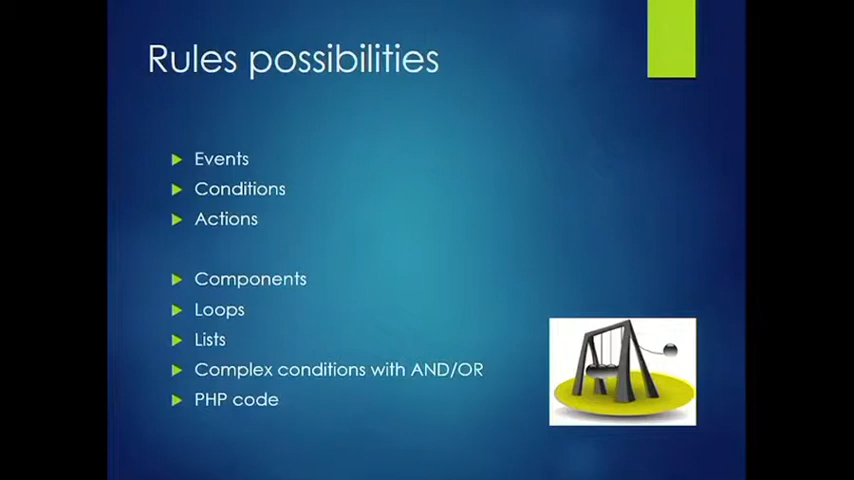 Rules possibilities
Events
Conditions
Actions
Components
Loops
Lists
Complex conditions with AND/OR
PHP code